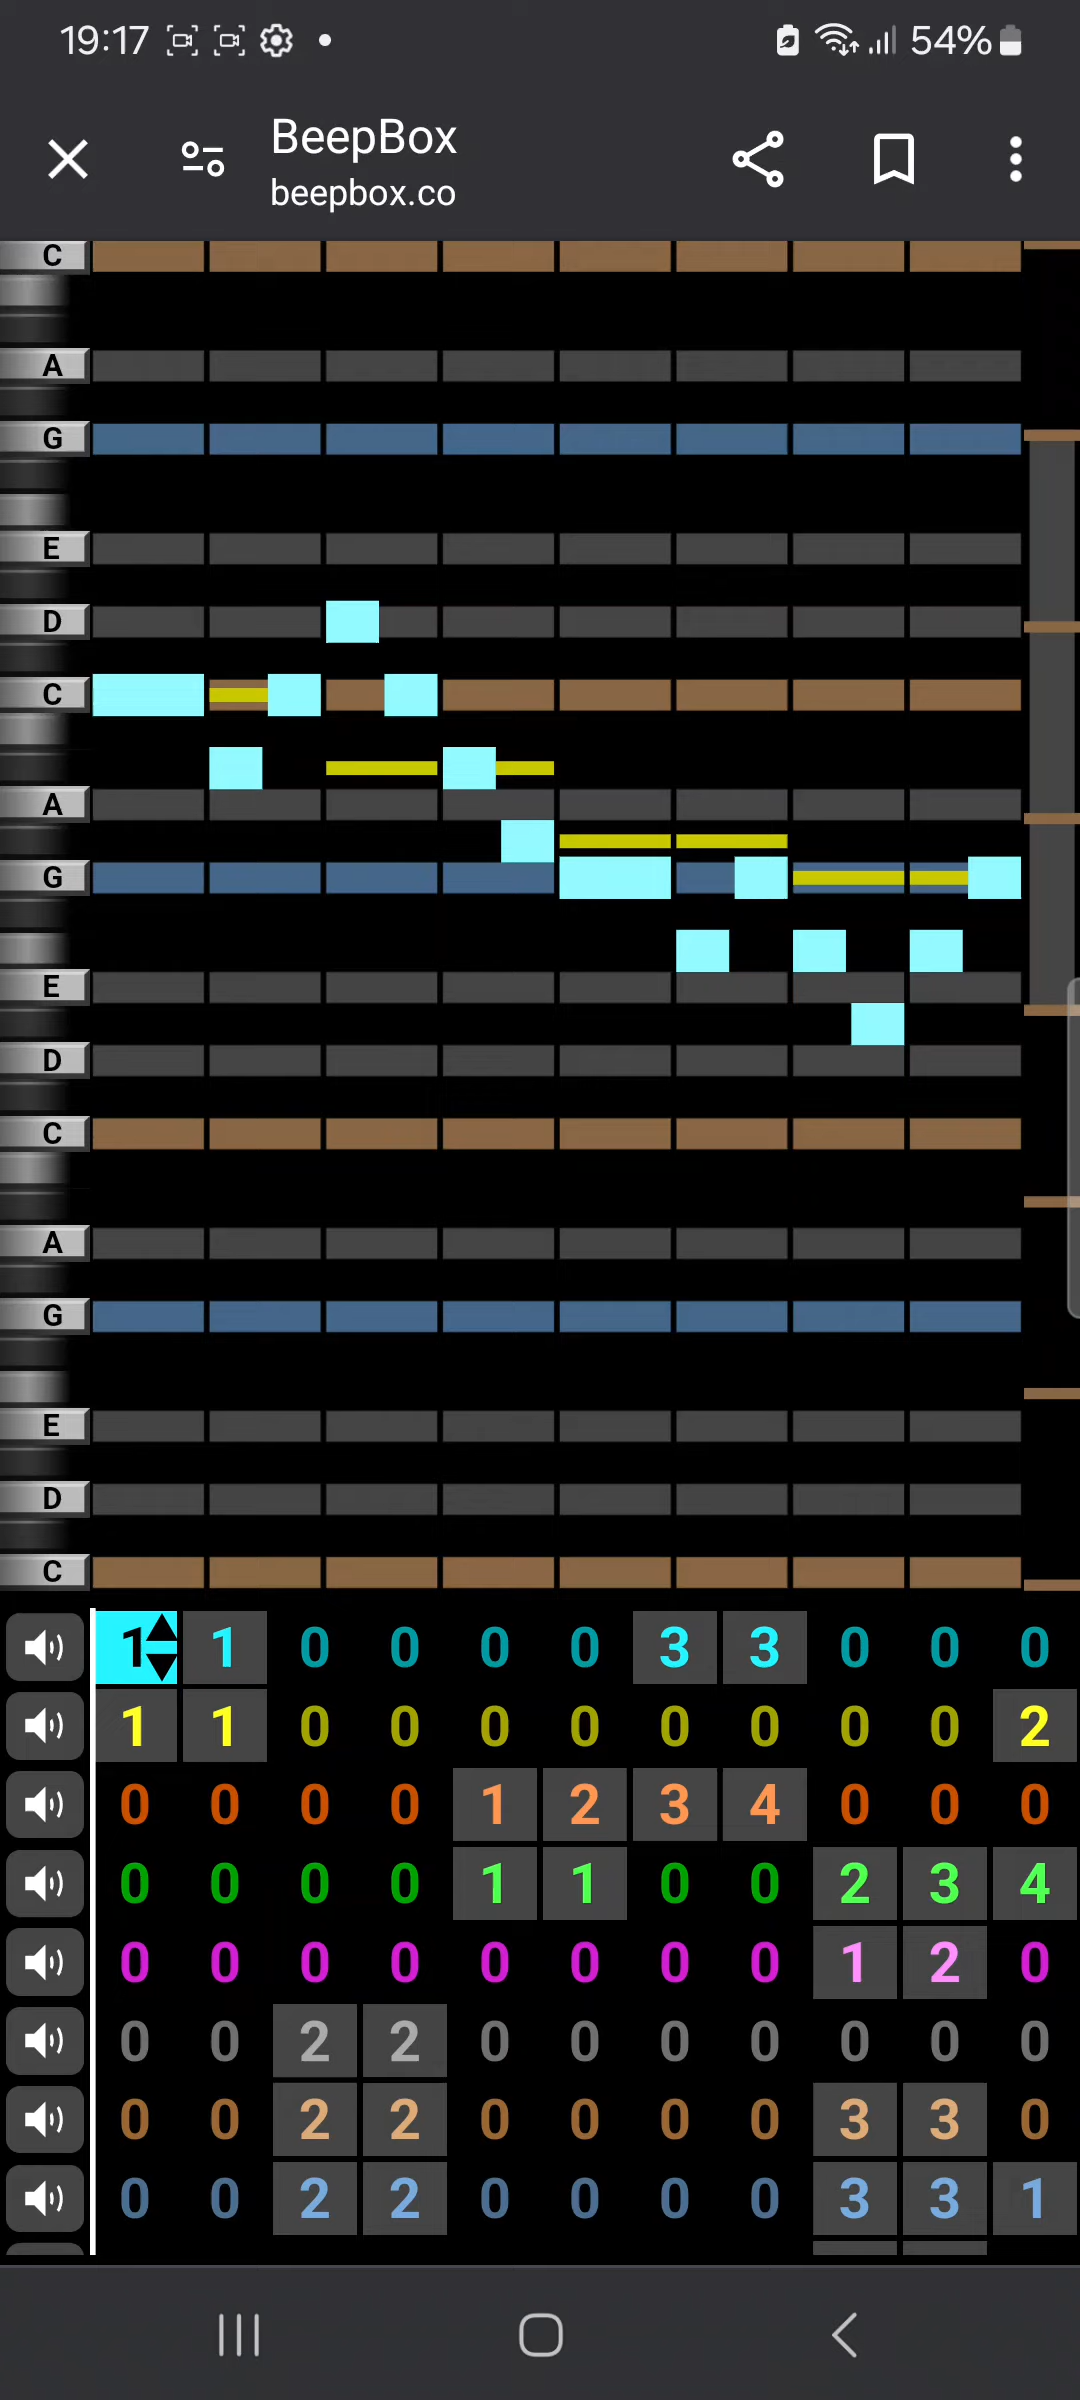 19:17
54%
BeepBox
beepbox.co
C
A
G
E
D
C
A
G
E
D
C
A
G
E
D
C
1 1 0 0 0 0 3 3 0 0 0
1 1 0 0 0 0 0 0 0 0 2
0 0 0 0 1 2 3 4 0 0 0
0 0 0 0 1 1 0 0 2 3 4
0 0 0 0 0 0 0 0 1 2 0
0 0 2 2 0 0 0 0 0 0 0
0 0 2 2 0 0 0 0 3 3 0
0 0 2 2 0 0 0 0 3 3 1